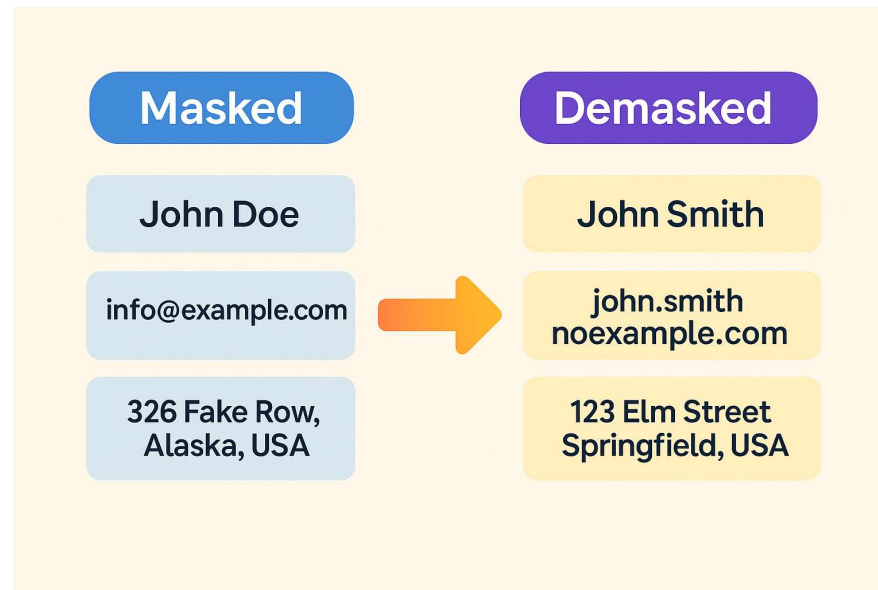 Masked
John Doe
info@example.com
326 Fake Row,
Alaska, USA
Demasked
John Smith
john.smith
noexample.com
123 Elm Street
Springfield, USA